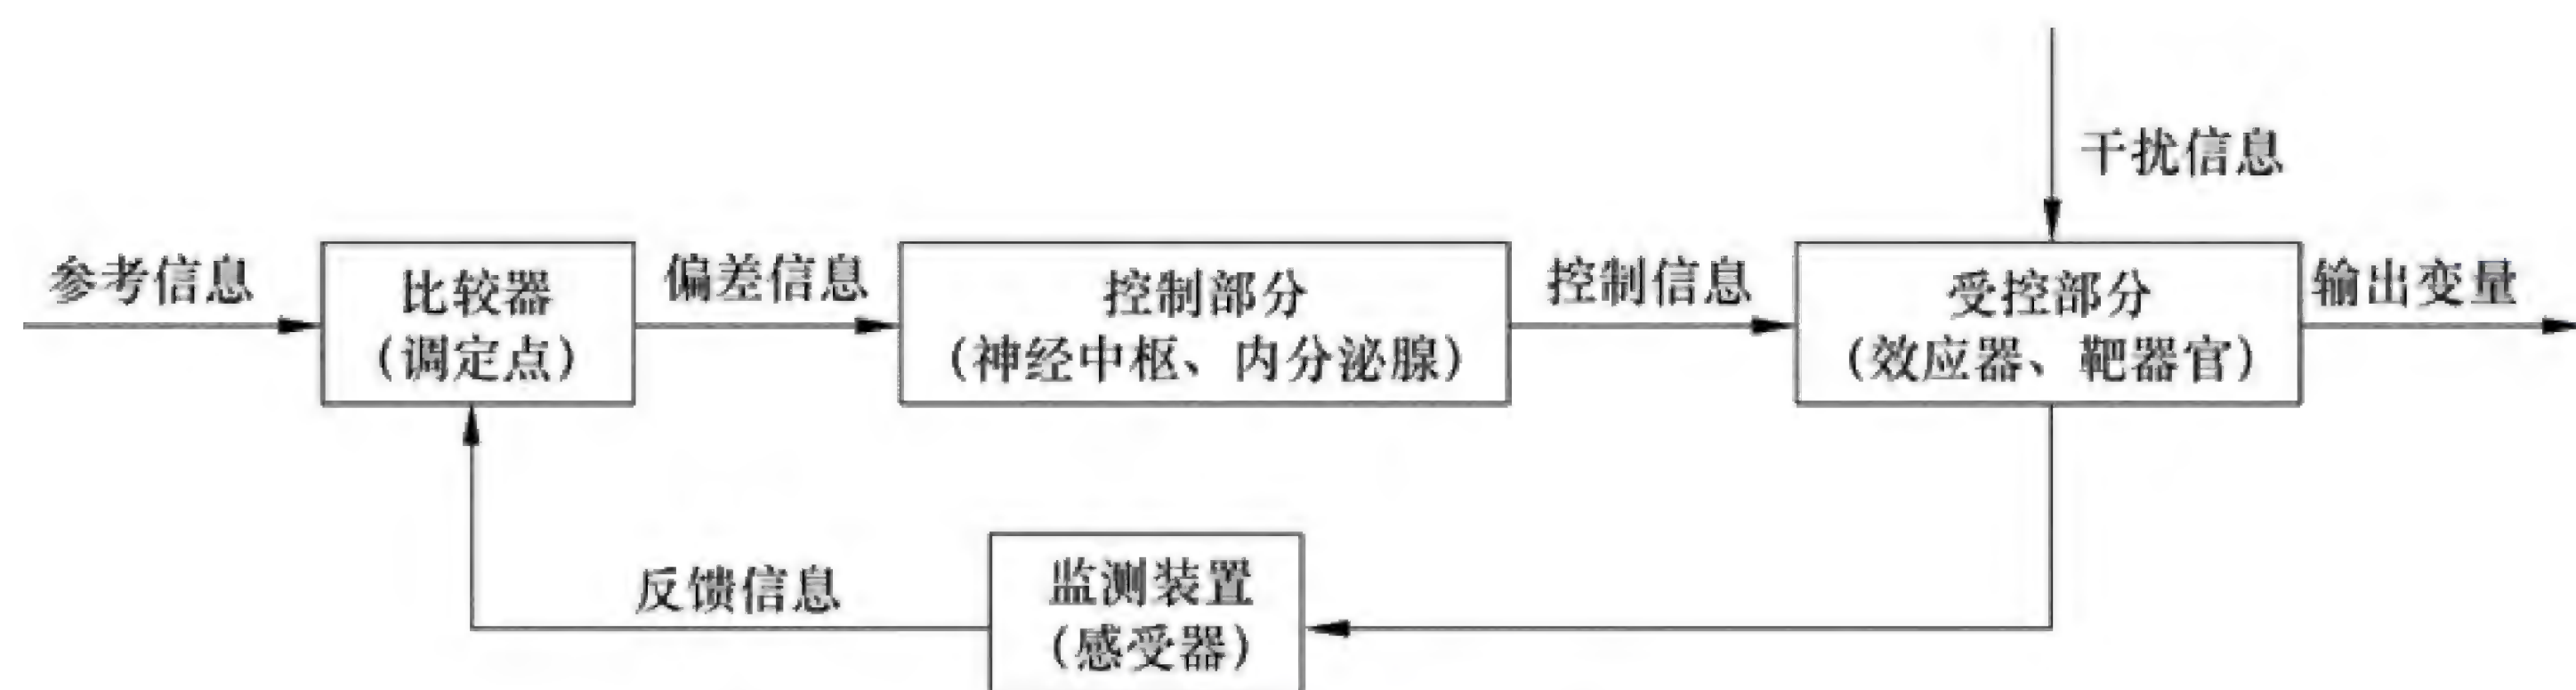 干扰信息
参考信息
比较器
(调定点)
偏差信息
控制部分
(神经中枢、内分泌腺)
控制信息
受控部分
(效应器、靶器官)
输出变量
反馈信息
监测装置
(感受器)